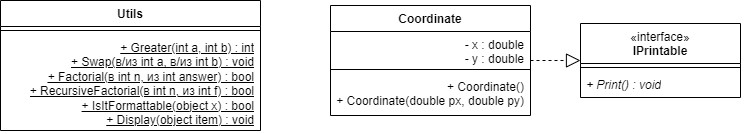 Utils
+ Greater(int a, int b) : int
+ Swap(в/из int a, в/из int b) : void
+ Factorial(в int n, из int answer) : bool
+ RecursiveFactorial(в int n, из int f) : bool
+ IsItFormattable(object x) : bool
+ Display(object item) : void
Coordinate
- x : double
- y : double
+ Coordinate()
+ Coordinate(double px, double py)
«interface»
IPrintable
+ Print() : void